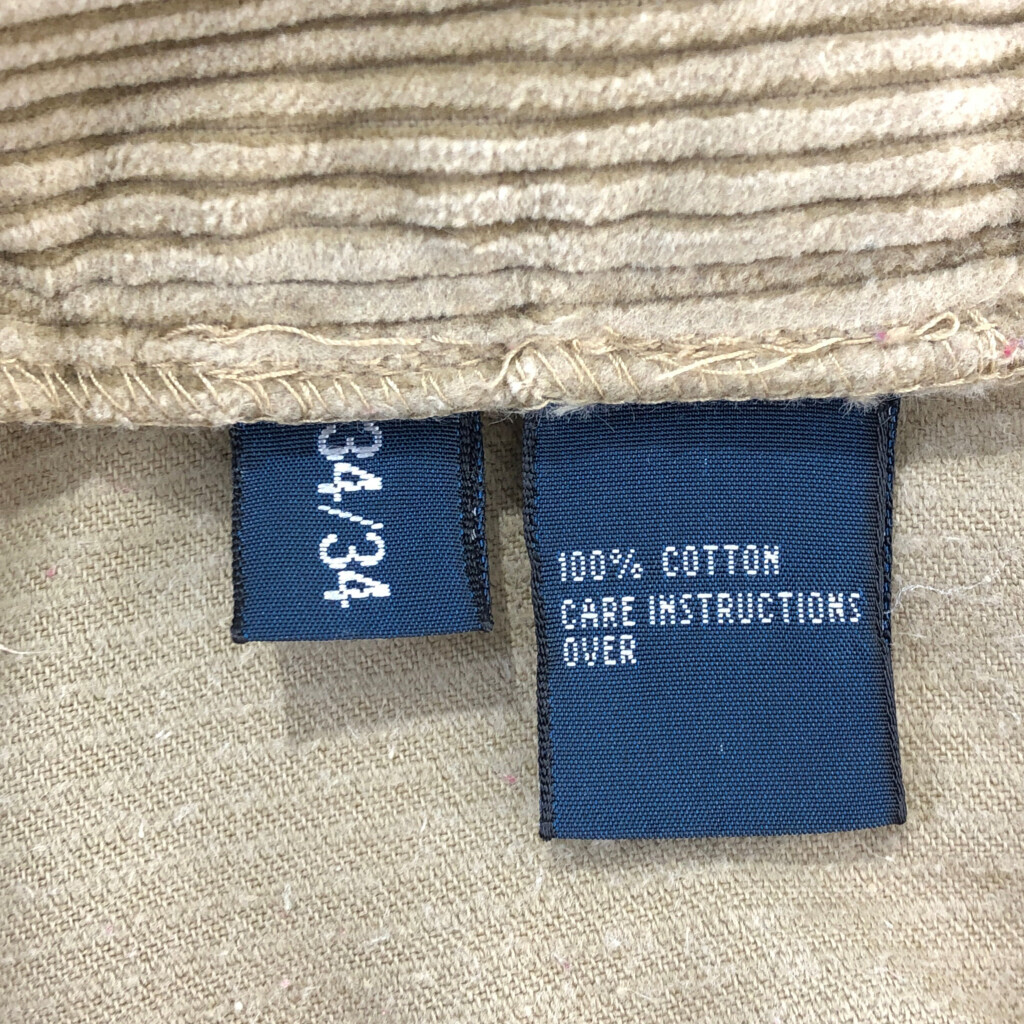 34/34
100% COTTON
CARE INSTRUCTIONS
OVER